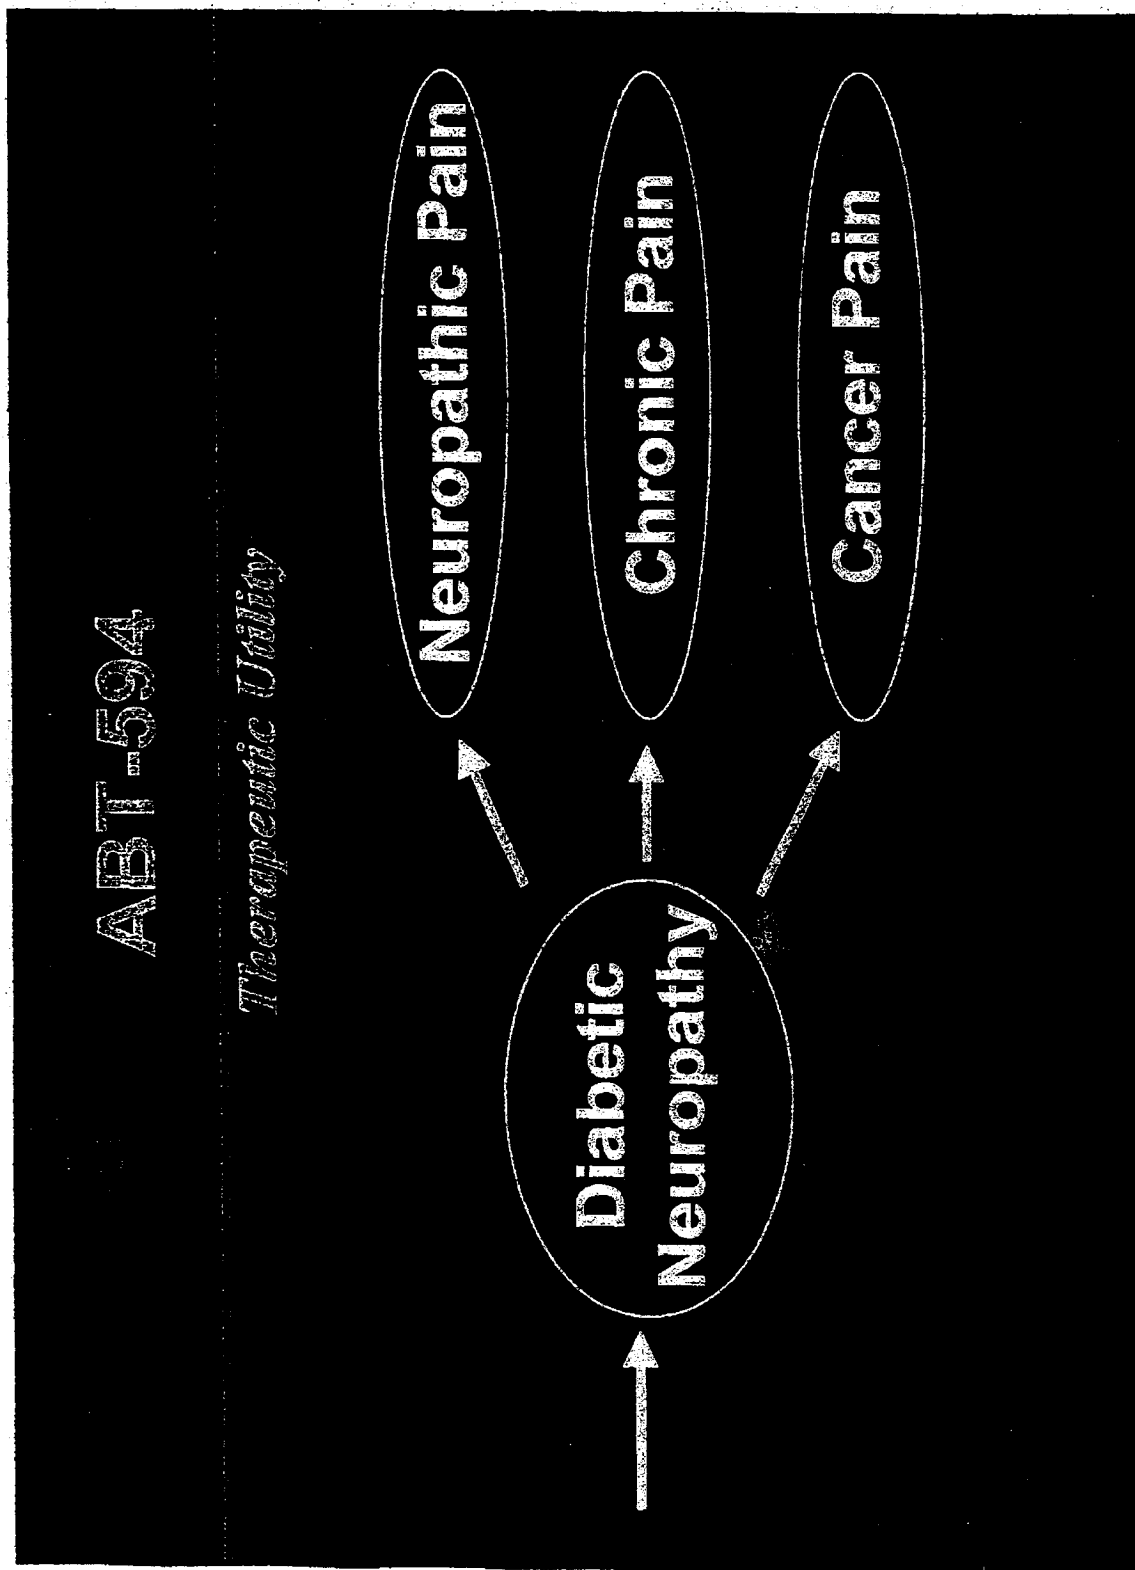 ABT-594
Therapeutic Utility
Diabetic
Neuropathy
Neuropathic Pain
Chronic Pain
Cancer Pain